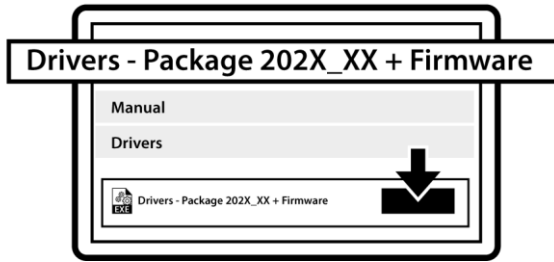 Drivers - Package 202X_XX + Firmware
Manual
Drivers
EXE Drivers - Package 202X_XX + Firmware